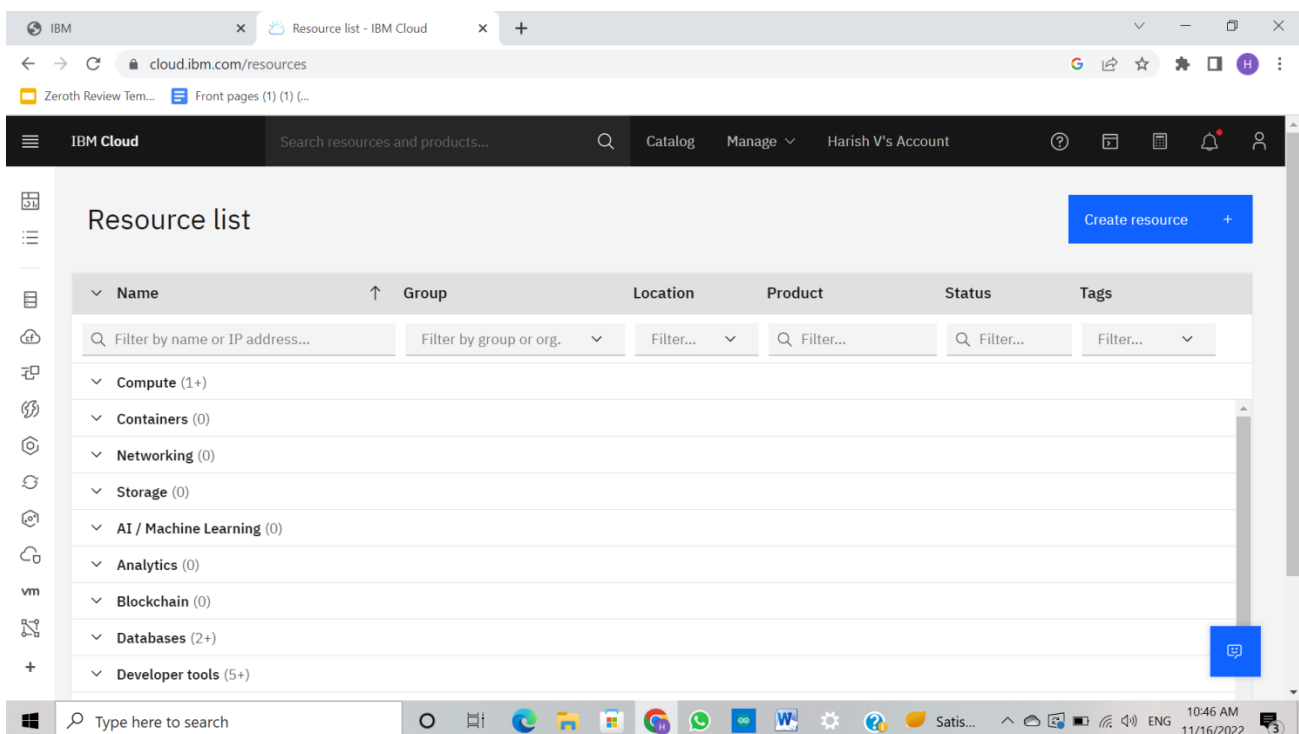 IBM
Resource list - IBM Cloud
cloud.ibm.com/resources
G
H
Zeroth Review Tem...
Front pages (1) (1) (...
IBM Cloud
Search resources and products...
Catalog
Manage
Harish V's Account
Resource list
Create resource +
Name
Group
Location
Product
Status
Tags
Filter by name or IP address...
Filter by group or org.
Filter...
Filter...
Filter...
Filter...
Compute (1+)
Containers (0)
Networking (0)
Storage (0)
AI / Machine Learning (0)
Analytics (0)
vm
Blockchain (0)
Databases (2+)
Developer tools (5+)
Type here to search
H
W
Satis...
ENG
10:46 AM
11/16/2022
3